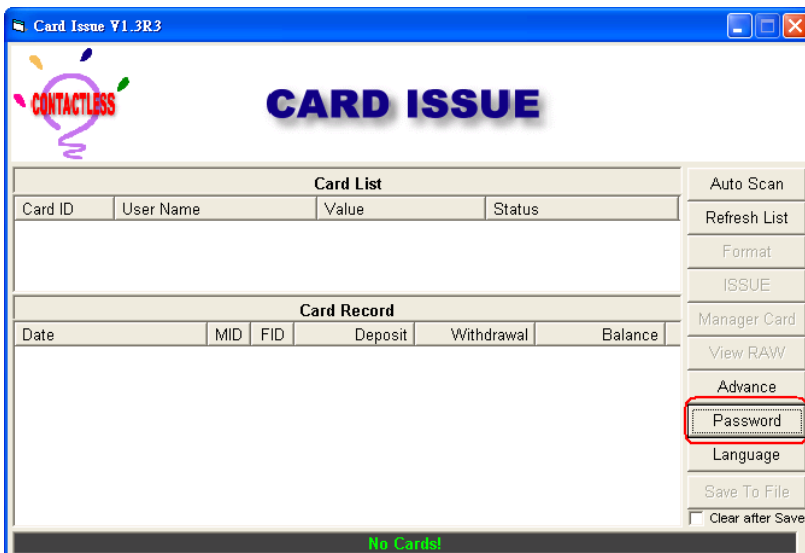 Card Issue V1.3R3
CONTACTLESS
CARD ISSUE
Card List
Card ID User Name Value Status
Card Record
Date MID FID Deposit Withdrawal Balance
Auto Scan
Refresh List
Format
ISSUE
Manager Card
View RAW
Advance
Password
Language
Save To File
Clear after Save
No Cards!